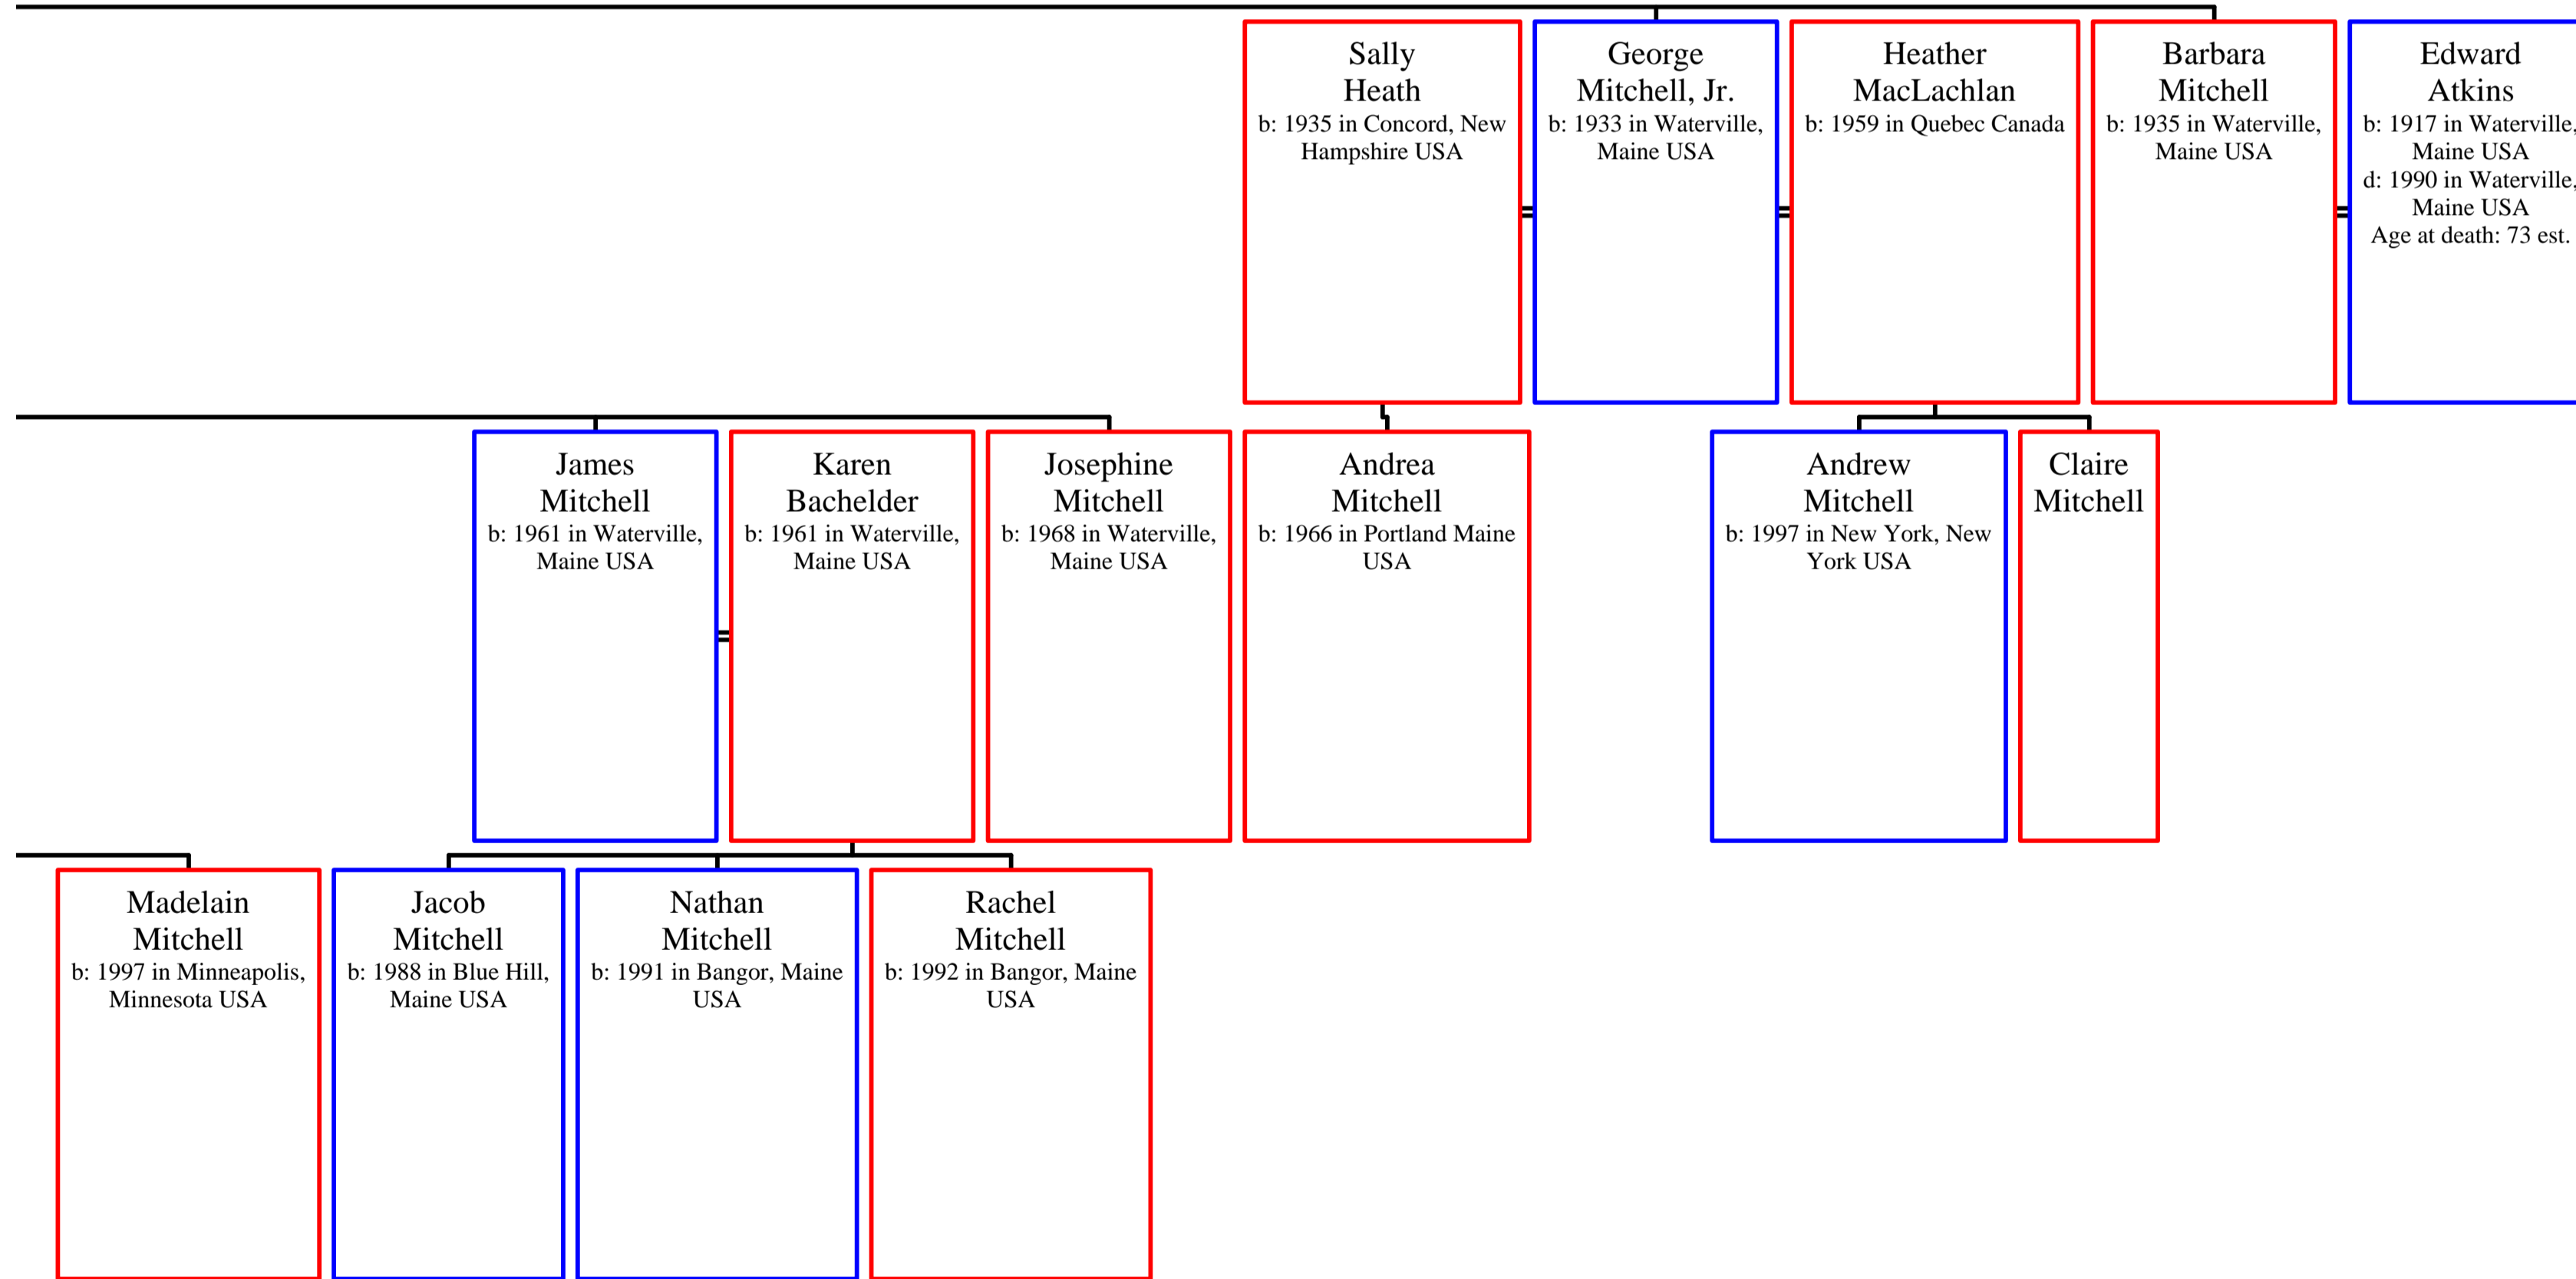 Sally
Heath
b: 1935 in Concord, New
Hampshire USA
George
Mitchell, Jr.
b: 1933 in Waterville,
Maine USA
Heather
MacLachlan
b: 1959 in Quebec Canada
Barbara
Mitchell
b: 1935 in Waterville,
Maine USA
Edward
Atkins
b: 1917 in Waterville,
Maine USA
d: 1990 in Waterville,
Maine USA
Age at death: 73 est.
James
Mitchell
b: 1961 in Waterville,
Maine USA
Karen
Bachelder
b: 1961 in Waterville,
Maine USA
Josephine
Mitchell
b: 1968 in Waterville,
Maine USA
Andrea
Mitchell
b: 1966 in Portland Maine
USA
Andrew
Mitchell
b: 1997 in New York, New
York USA
Claire
Mitchell
Madelain
Mitchell
b: 1997 in Minneapolis,
Minnesota USA
Jacob
Mitchell
b: 1988 in Blue Hill,
Maine USA
Nathan
Mitchell
b: 1991 in Bangor, Maine
USA
Rachel
Mitchell
b: 1992 in Bangor, Maine
USA